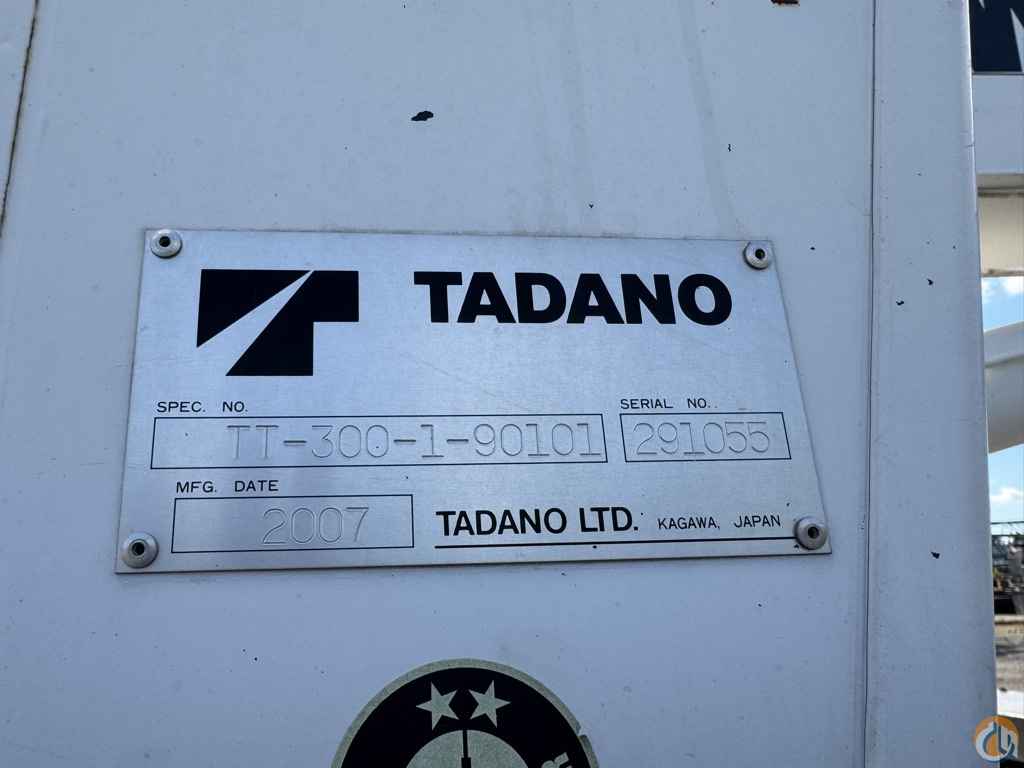 TADANO
SPEC. NO.
SERIAL NO.
TT-300-1-90101
291055
MFG. DATE
2007
TADANO LTD. KAGAWA, JAPAN